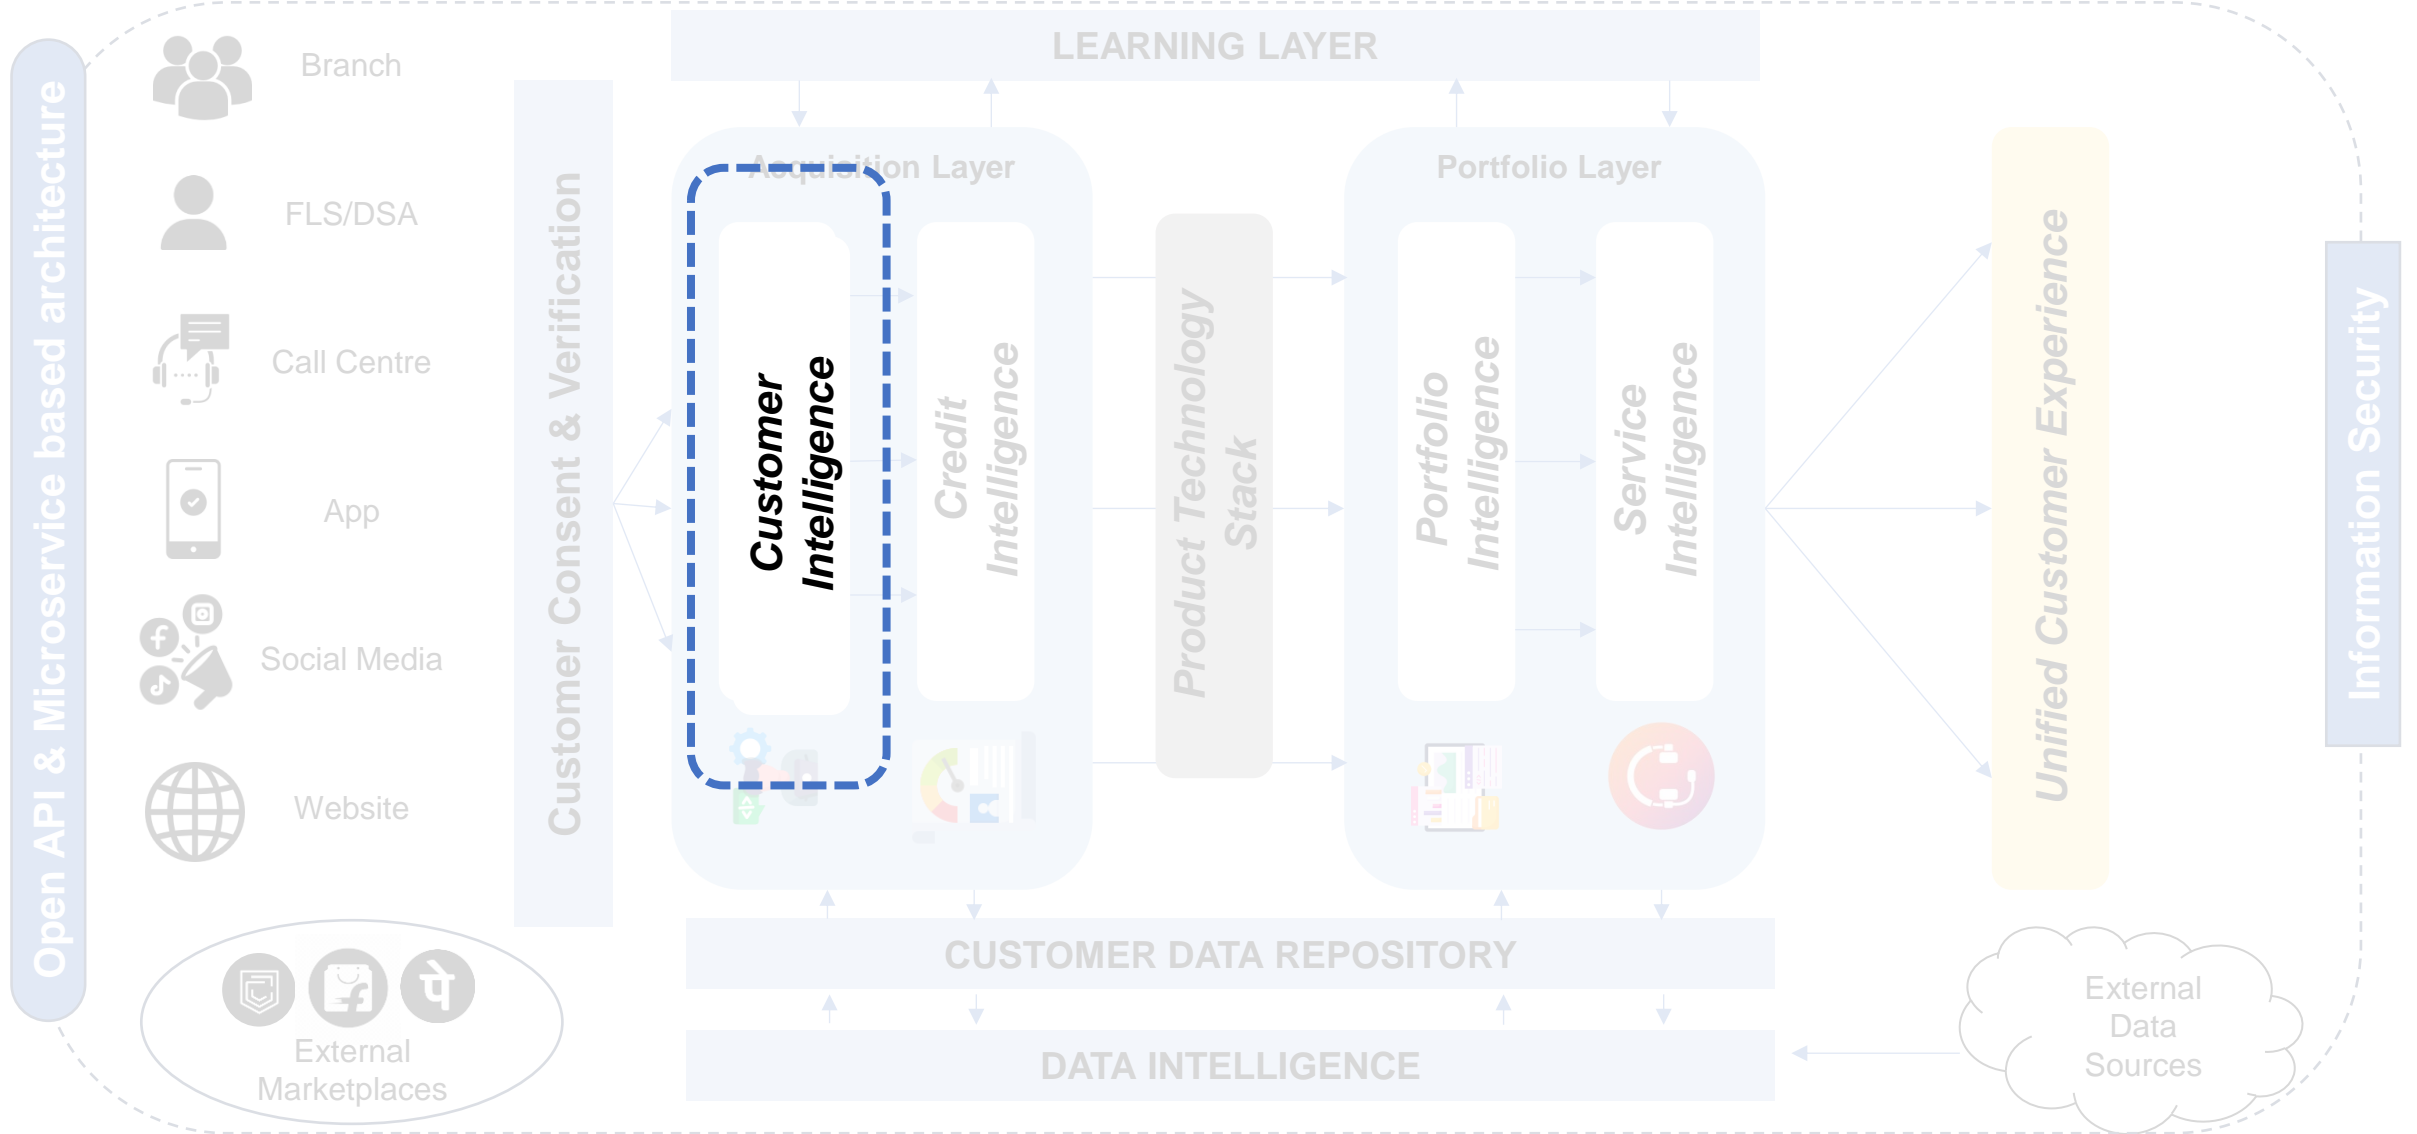 Open API & Microservice based architecture
Branch
FLS/DSA
Call Centre
App
Social Media
Website
External
Marketplaces
Customer Consent & Verification
LEARNING LAYER
Acquisition Layer
Customer
Intelligence
Credit
Intelligence
Product Technology
Stack
Portfolio Layer
Portfolio
Intelligence
Service
Intelligence
CUSTOMER DATA REPOSITORY
DATA INTELLIGENCE
Unified Customer Experience
External
Data
Sources
Information Security
पे